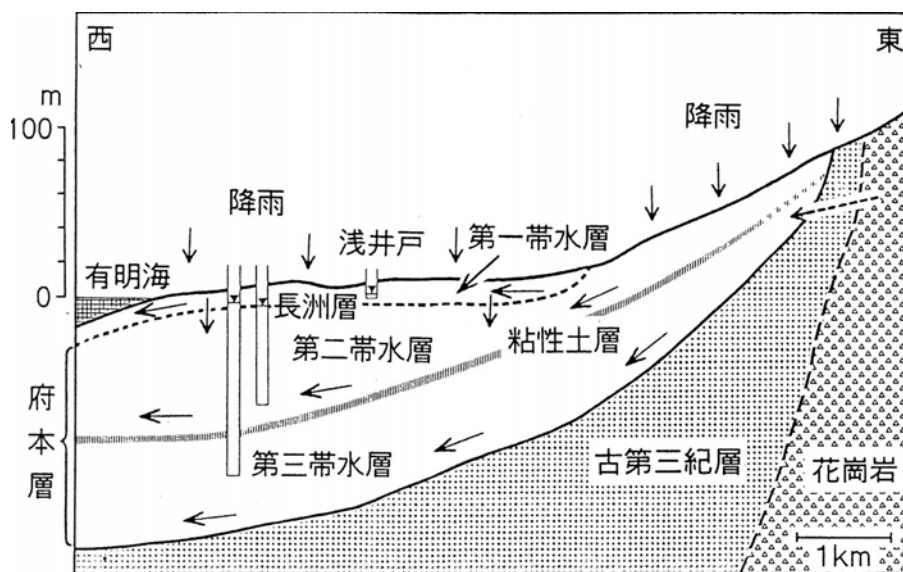 西
東
m
100
0
降雨
降雨
浅井戸
第一帯水層
有明海
長洲層
第二帯水層
粘性土層
府本層
第三帯水層
古第三紀層
花崗岩
1km